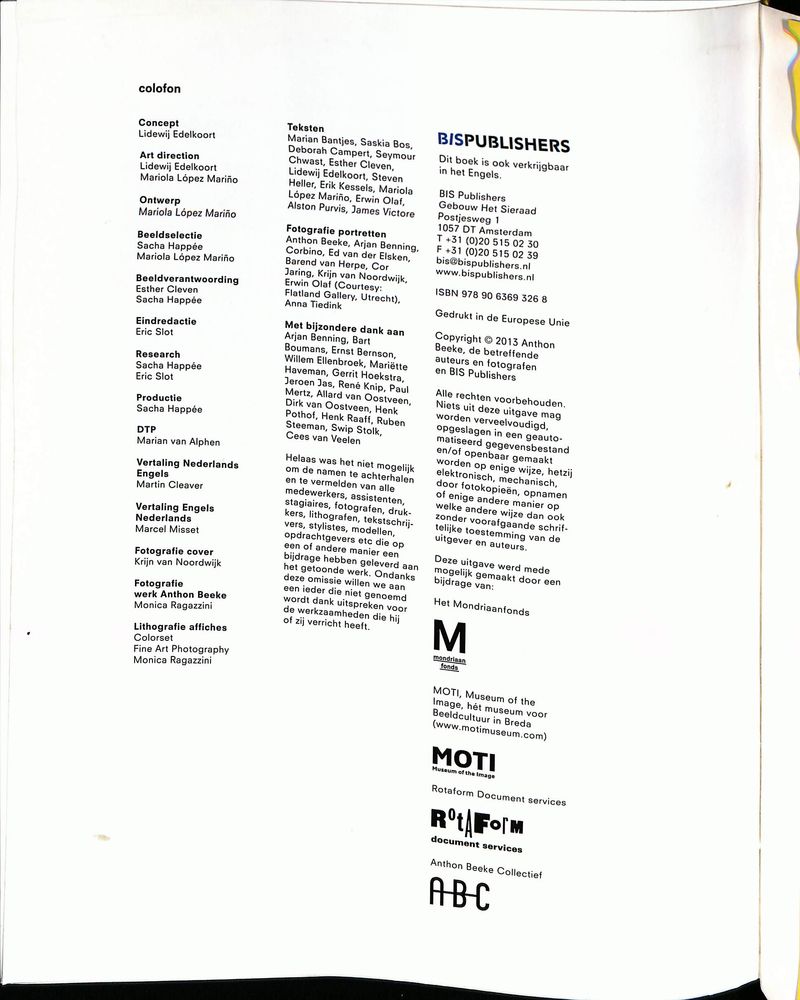 colofon
Concept
Lidewij Edelkoort
Art direction
Lidewij Edelkoort
Mariola López Mariño
Ontwerp
Mariola López Mariño
Beeldselectie
Sacha Happée
Mariola López Mariño
Beeldverantwoording
Esther Cleven
Sacha Happée
Eindredactie
Eric Slot
Research
Sacha Happée
Eric Slot
Productie
Sacha Happée
DTP
Marian van Alphen
Vertaling Nederlands
Engels
Martin Cleaver
Vertaling Engels
Nederlands
Marcel Misset
Fotografie cover
Krijn van Noordwijk
Fotografie
werk Anthon Beeke
Monica Ragazzini
Lithografie affiches
Colorset
Fine Art Photography
Monica Ragazzini
Teksten
Marian Bantjes, Saskia Bos,
Deborah Campert, Seymour
Chwast, Esther Cleven,
Lidewij Edelkoort, Steven
Heller, Erik Kessels, Mariola
López Mariño, Erwin Olaf,
Alston Purvis, James Victore
Fotografie portretten
Anthon Beeke, Arjan Benning,
Corbino, Ed van der Elsken,
Barend van Herpe, Cor
Jaring, Krijn van Noordwijk,
Erwin Olaf (Courtesy:
Flatland Gallery, Utrecht),
Anna Tiedink
Met bijzondere dank aan
Arjan Benning, Bart
Boumans, Ernst Bernson,
Willem Ellenbroek, Mariëtte
Haveman, Gerrit Hoekstra,
Jeroen Jas, René Knip, Paul
Mertz, Allard van Oostveen,
Dirk van Oostveen, Henk
Pothof, Henk Raaff, Ruben
Steeman, Swip Stolk,
Cees van Veelen
Helaas was het niet mogelijk
om de namen te achterhalen
en te vermelden van alle
medewerkers, assistenten,
stagiaires, fotografen, druk-
kers, lithografen, tekstschrij-
vers, stylistes, modellen,
opdrachtgevers etc die op
een of andere manier een
bijdrage hebben geleverd aan
het getoonde werk. Ondanks
deze omissie willen we aan
een ieder die niet genoemd
wordt dank uitspreken voor
de werkzaamheden die hij
of zij verricht heeft.
BISPUBLISHERS
Dit boek is ook verkrijgbaar
in het Engels.
BIS Publishers
Gebouw Het Sieraad
Postjesweg 1
1057 DT Amsterdam
T +31 (0)20 515 02 30
F +31 (0)20 515 02 39
bis@bispublishers.nl
www.bispublishers.nl
ISBN 978 90 6369 326 8
Gedrukt in de Europese Unie
Copyright © 2013 Anthon
Beeke, de betreffende
auteurs en fotografen
en BIS Publishers
Alle rechten voorbehouden.
Niets uit deze uitgave mag
worden verveelvoudigd,
opgeslagen in een geauto-
matiseerd gegevensbestand
en/of openbaar gemaakt
worden op enige wijze, hetzij
elektronisch, mechanisch,
door fotokopieën, opnamen
of enige andere manier op
welke andere wijze dan ook
zonder voorafgaande schrif-
telijke toestemming van de
uitgever en auteurs.
Deze uitgave werd mede
mogelijk gemaakt door een
bijdrage van:
Het Mondriaanfonds
M
mondriaan
fonds
MOTI, Museum of the
Image, hét museum voor
Beeldcultuur in Breda
(www.motimuseum.com)
MOTI
Museum of the Image
Rotaform Document services
RotAForM
document services
Anthon Beeke Collectief
ABC